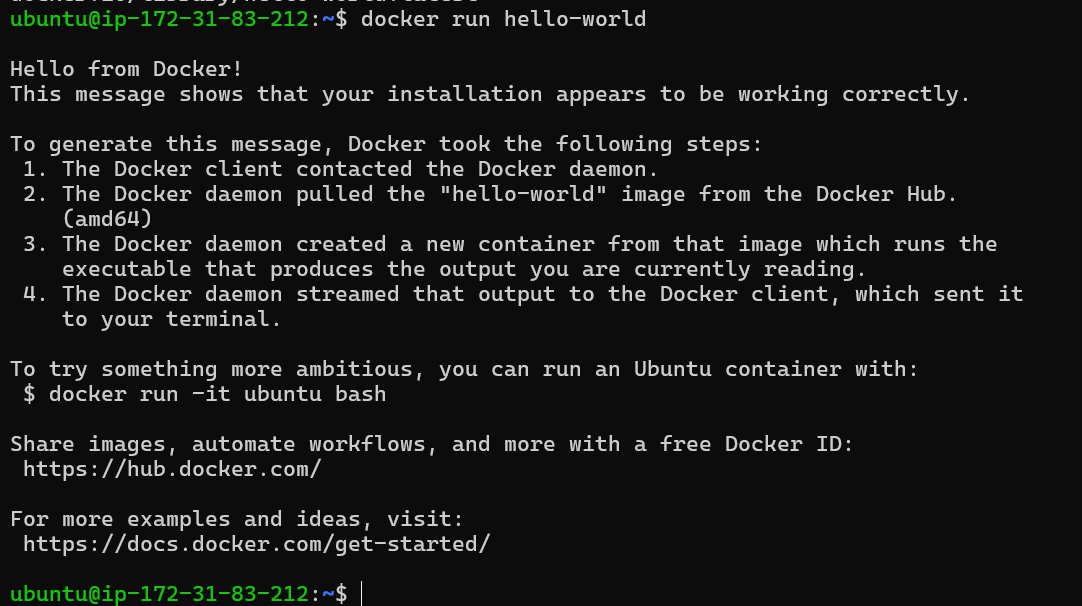 ubuntu@ip-172-31-83-212:~$ docker run hello-world
Hello from Docker!
This message shows that your installation appears to be working correctly.
To generate this message, Docker took the following steps:
1. The Docker client contacted the Docker daemon.
2. The Docker daemon pulled the "hello-world" image from the Docker Hub.
(amd64)
3. The Docker daemon created a new container from that image which runs the
executable that produces the output you are currently reading.
4. The Docker daemon streamed that output to the Docker client, which sent it
to your terminal.
To try something more ambitious, you can run an Ubuntu container with:
$ docker run -it ubuntu bash
Share images, automate workflows, and more with a free Docker ID:
https://hub.docker.com/
For more examples and ideas, visit:
https://docs.docker.com/get-started/
ubuntu@ip-172-31-83-212:~$